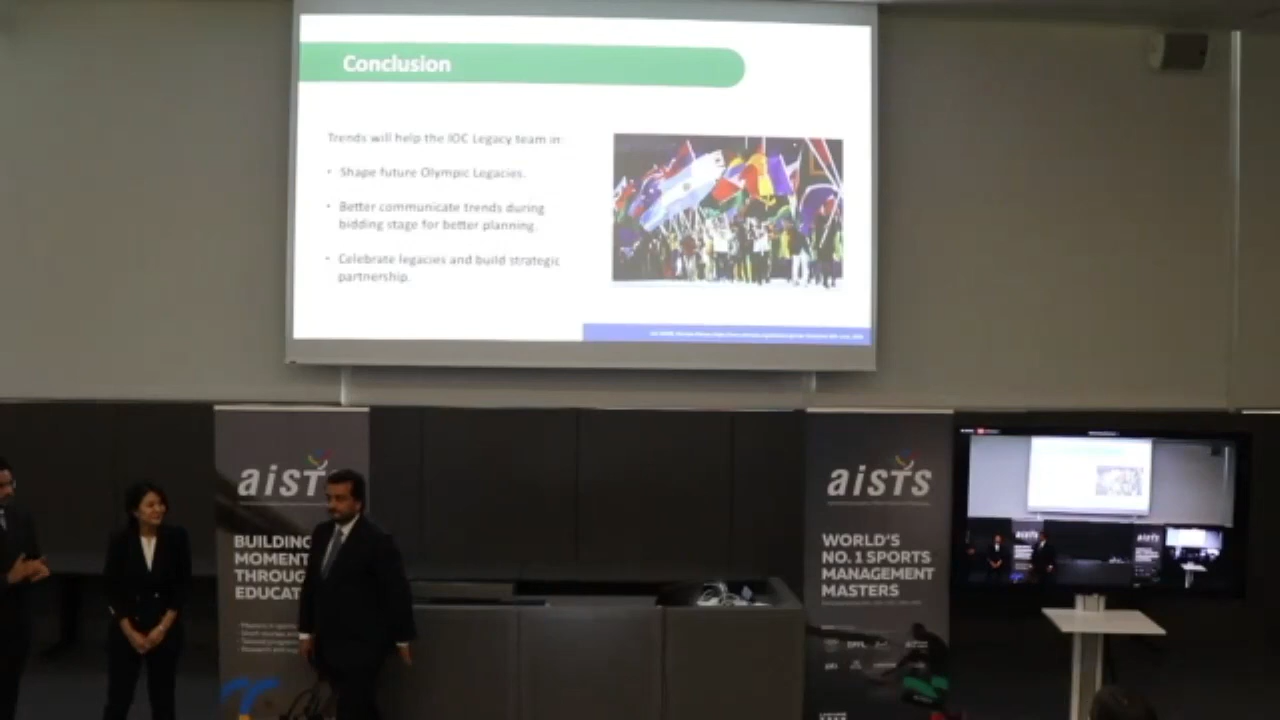 Conclusion
Trends will help the IOC Legacy team in:
• Shape future Olympic Legacies.
• Better communicate trends during
bidding stage for better planning.
• Celebrate legacies and build strategic
partnership.
aisTs
BUILDING
MOMENT
THROUG
EDUCAT
aisTs
WORLD'S
NO. 1 SPORTS
MANAGEMENT
MASTERS
EPFL
aisTs